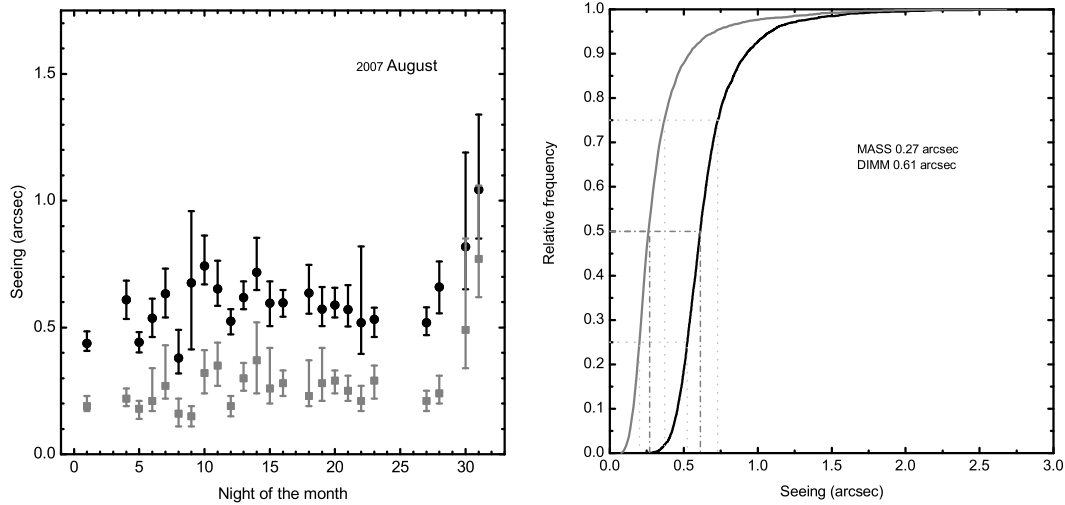 2007 August
Seeing (arcsec)
1.5
1.0
0.5
0.0
0 5 10 15 20 25 30
Night of the month
MASS 0.27 arcsec
DIMM 0.61 arcsec
Relative frequency
1.0
0.9
0.8
0.7
0.6
0.5
0.4
0.3
0.2
0.1
0.0
0.0 0.5 1.0 1.5 2.0 2.5 3.0
Seeing (arcsec)